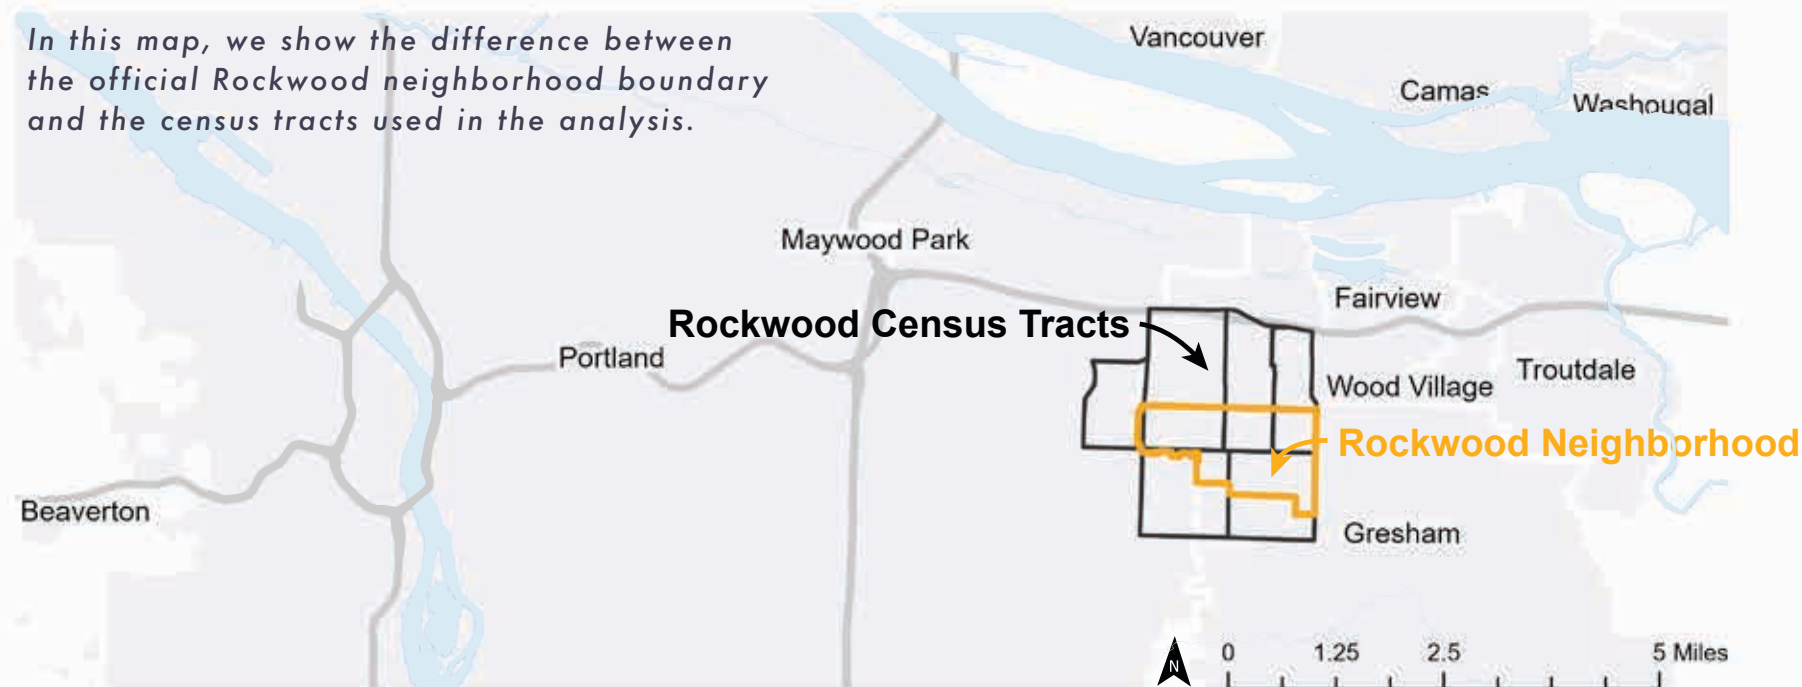 In this map, we show the difference between
the official Rockwood neighborhood boundary
and the census tracts used in the analysis.
Vancouver
Camas
Washougal
Maywood Park
Fairview
Rockwood Census Tracts
Portland
Troutdale
Wood Village
Rockwood Neighborhood
Beaverton
Gresham
N
0 1.25 2.5 5 Miles